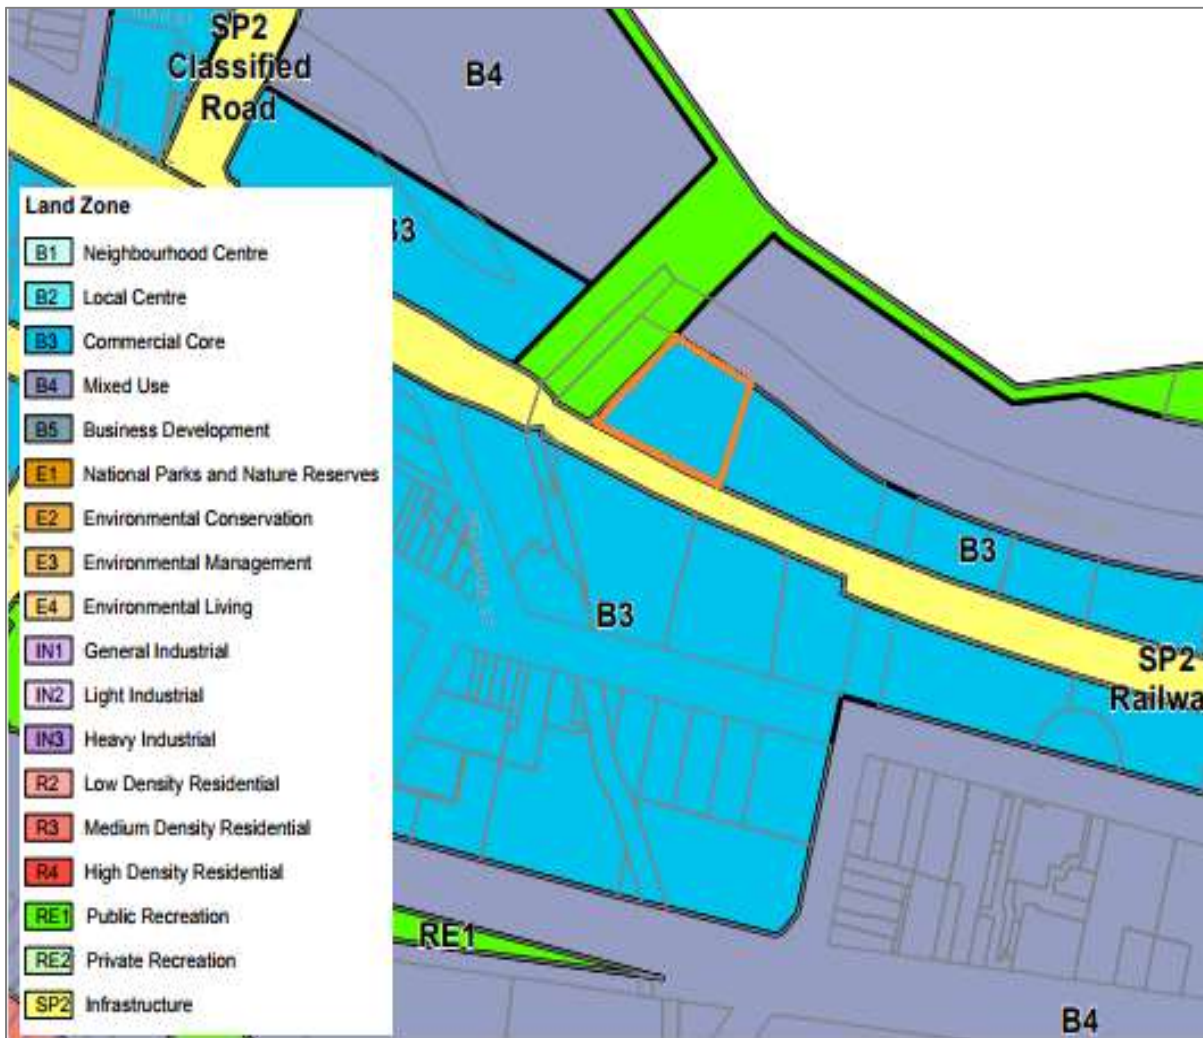 SP2
Classified
Road
B4
B3
Land Zone
B1 Neighbourhood Centre
B2 Local Centre
B3 Commercial Core
B4 Mixed Use
B5 Business Development
E1 National Parks and Nature Reserves
E2 Environmental Conservation
E3 Environmental Management
E4 Environmental Living
IN1 General Industrial
IN2 Light Industrial
IN3 Heavy Industrial
R2 Low Density Residential
R3 Medium Density Residential
R4 High Density Residential
RE1 Public Recreation
RE2 Private Recreation
SP2 Infrastructure
B3
B3
SP2
Railwa
RE1
B4